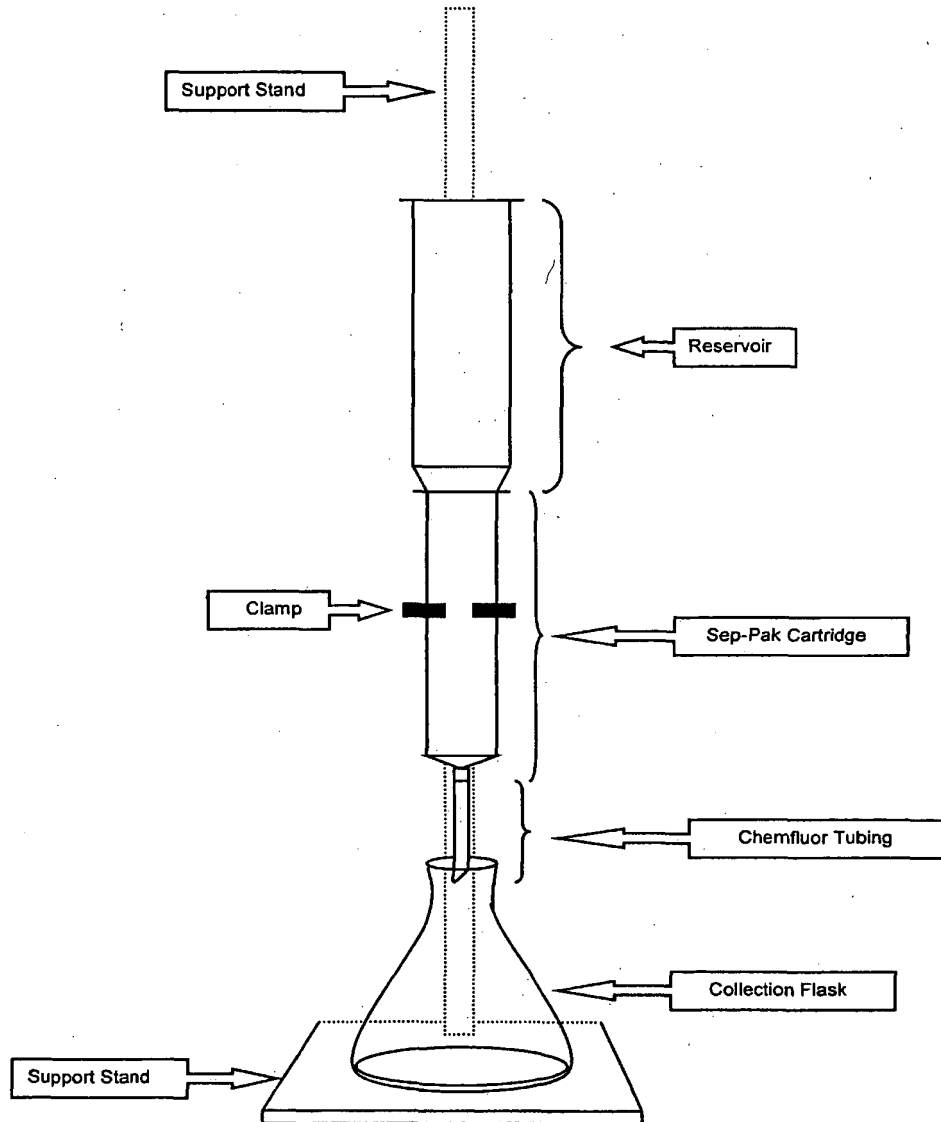 Support Stand
Reservoir
Clamp
Sep-Pak Cartridge
Chemfluor Tubing
Collection Flask
Support Stand